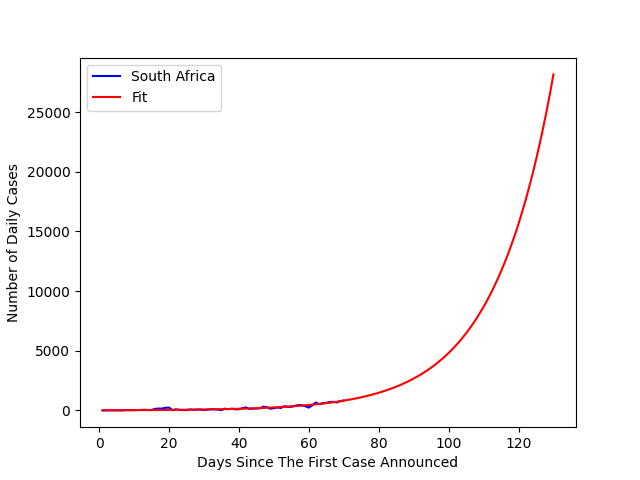 South Africa
Fit
25000
20000
15000
10000
5000
0
Number of Daily Cases
0 20 40 60 80 100 120
Days Since The First Case Announced